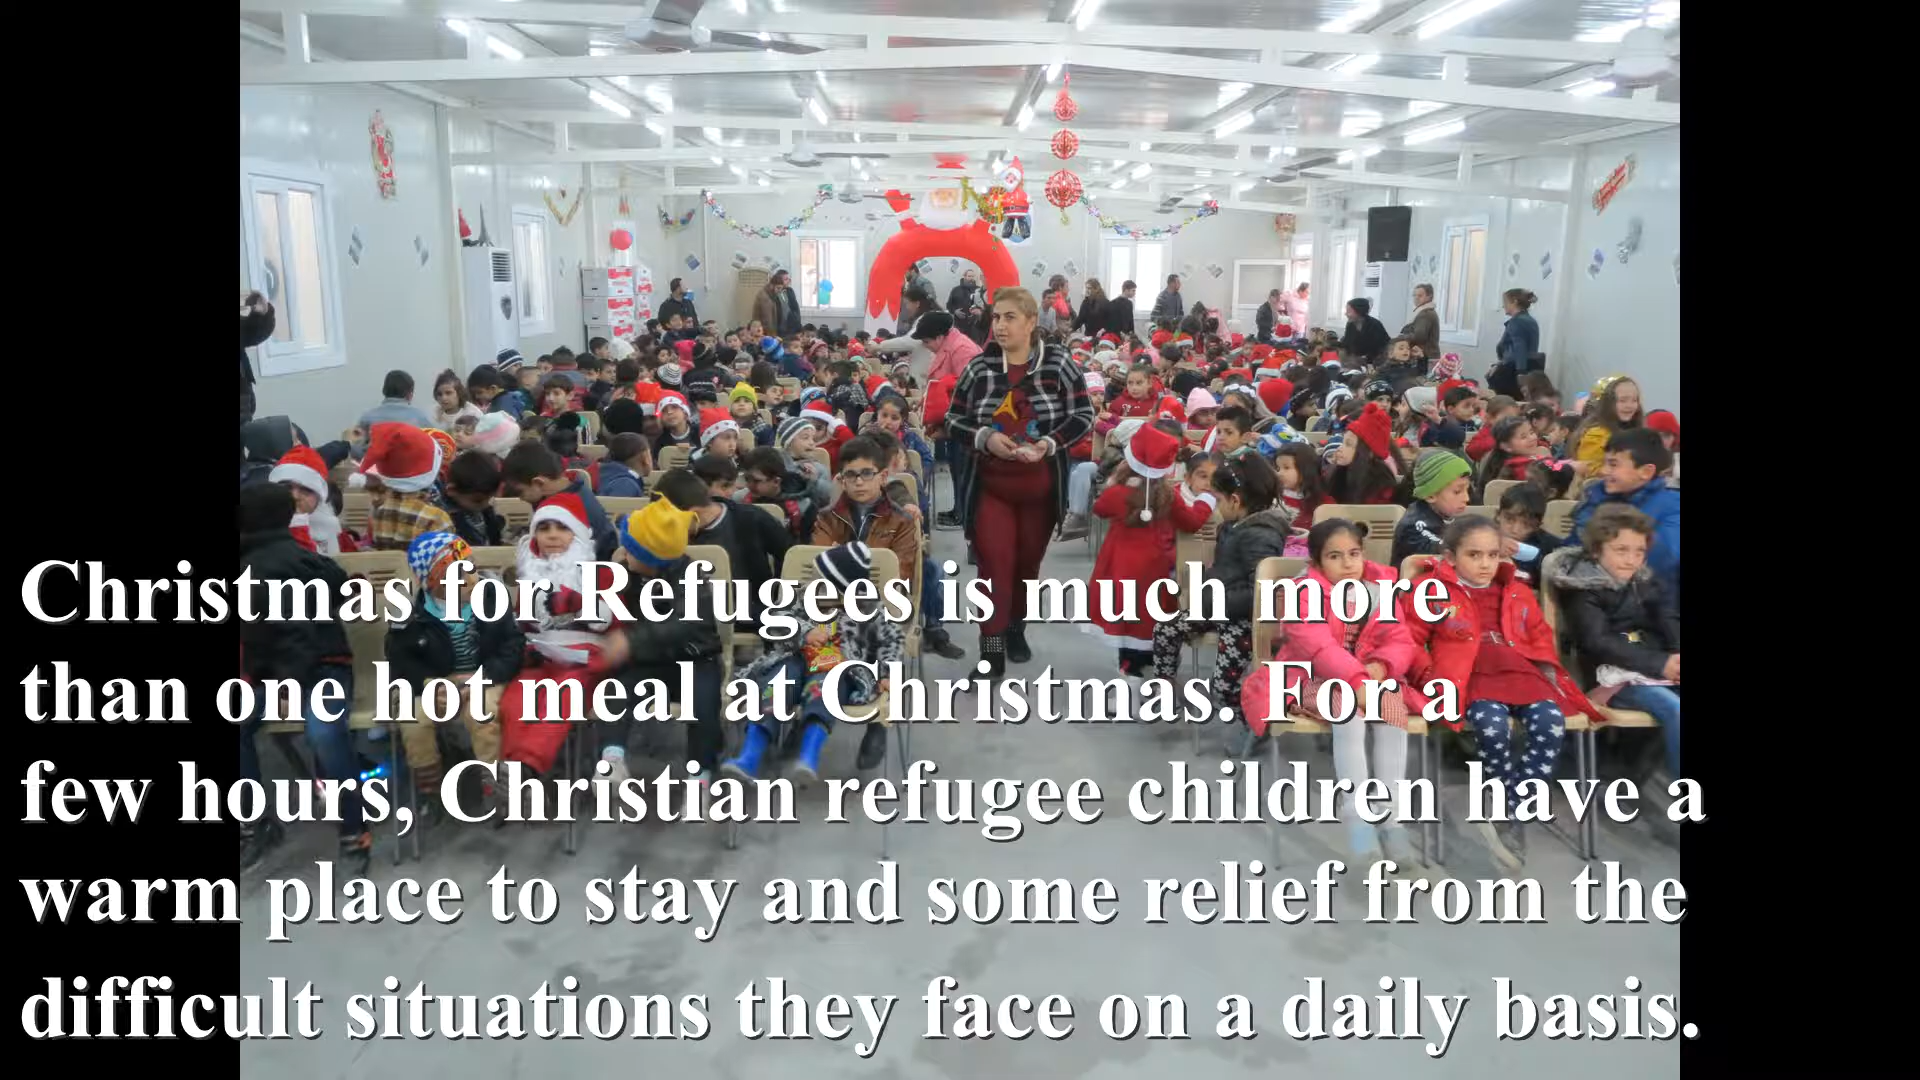 Christmas for Refugees is much more
than one hot meal at Christmas. For a
few hours, Christian refugee children have a
warm place to stay and some relief from the
difficult situations they face on a daily basis.